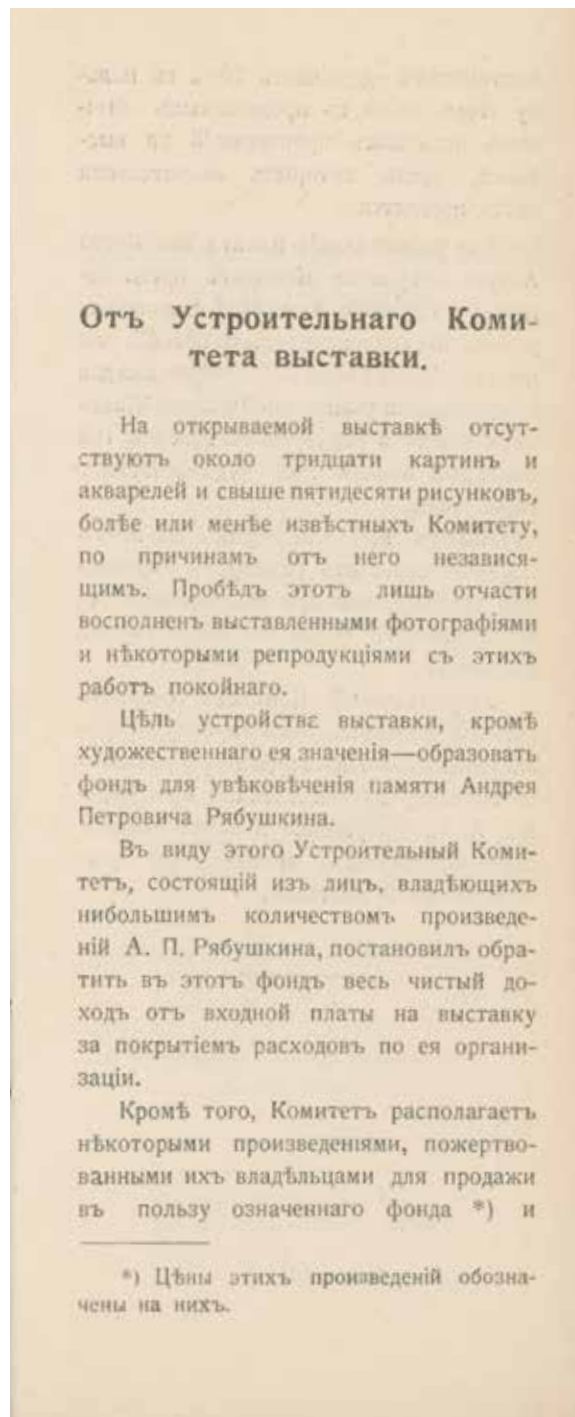 Отъ Устроительнаго Коми-
тета выставки.
На открываемой выставкѣ отсут-
ствуютъ около тридцати картинъ и
акварелей и свыше пятидесяти рисунковъ,
болѣе или менѣе извѣстныхъ Комитету,
по причинамъ отъ него независя-
щимъ. Пробѣлъ этотъ лишь отчасти
восполненъ выставленными фотографіями
и нѣкоторыми репродукціями съ этихъ
работъ покойнаго.
Цѣль устройства выставки, кромѣ
художественнаго ея значенія—образовать
фондъ для увѣковѣченія памяти Андрея
Петровича Рябушкина.
Въ виду этого Устроительный Коми-
тетъ, состоящій изъ лицъ, владѣющихъ
нибольшимъ количествомъ произведе-
ній А. П. Рябушкина, постановилъ обра-
тить въ этотъ фондъ весь чистый до-
ходъ отъ входной платы на выставку
за покрытіемъ расходовъ по ея органи-
заціи.
Кромѣ того, Комитетъ располагаетъ
нѣкоторыми произведеніями, пожертво-
ванными ихъ владѣльцами для продажи
въ пользу означеннаго фонда *) и
*) Цѣны этихъ произведеній обозна-
чены на нихъ.